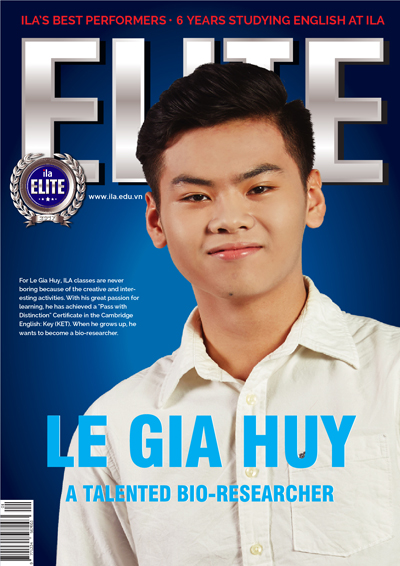 ILA'S BEST PERFORMERS • 6 YEARS STUDYING ENGLISH AT ILA
ELITE
ila
ELITE
www.ila.edu.vn
For Le Gia Huy, ILA classes are never
boring because of the creative and inter-
esting activities. With his great passion for
learning, he has achieved a "Pass with
Distinction" Certificate in the Cambridge
English: Key (KET). When he grows up, he
wants to become a bio-researcher.
LE GIA HUY
A TALENTED BIO-RESEARCHER